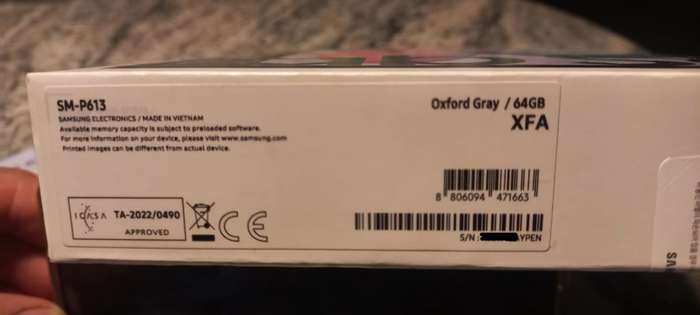 SM-P613
SAMSUNG ELECTRONICS / MADE IN VIETNAM
Available memory capacity is subject to preloaded software.
For more information on your device, please visit www.samsung.com
Printed images can be different from actual device.
Oxford Gray / 64GB
XFA
8 806094 471663
S/N : YPEN
ICASA TA-2022/0490
APPROVED
CE